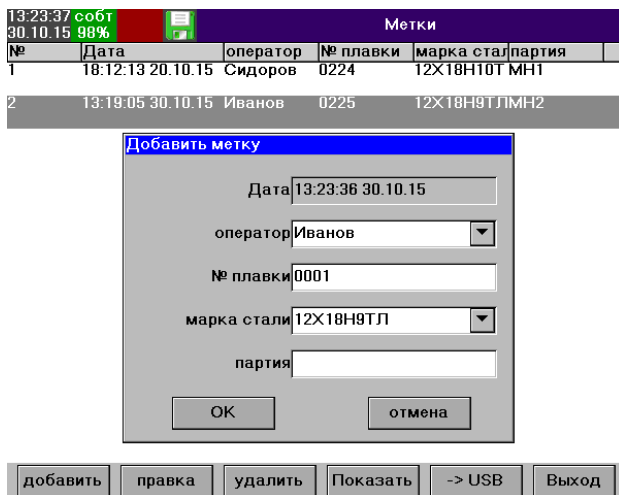 13:23:37 собт
30.10.15 98%
Метки
№ Дата оператор № плавки марка стал партия
1 18:12:13 20.10.15 Сидоров 0224 12Х18Н10Т МН1
2 13:19:05 30.10.15 Иванов 0225 12Х18Н9ТЛ МН2
Добавить метку
Дата 13:23:36 30.10.15
оператор Иванов
№ плавки 0001
марка стали 12Х18Н9ТЛ
партия
OK отмена
добавить правка удалить Показать -> USB Выход